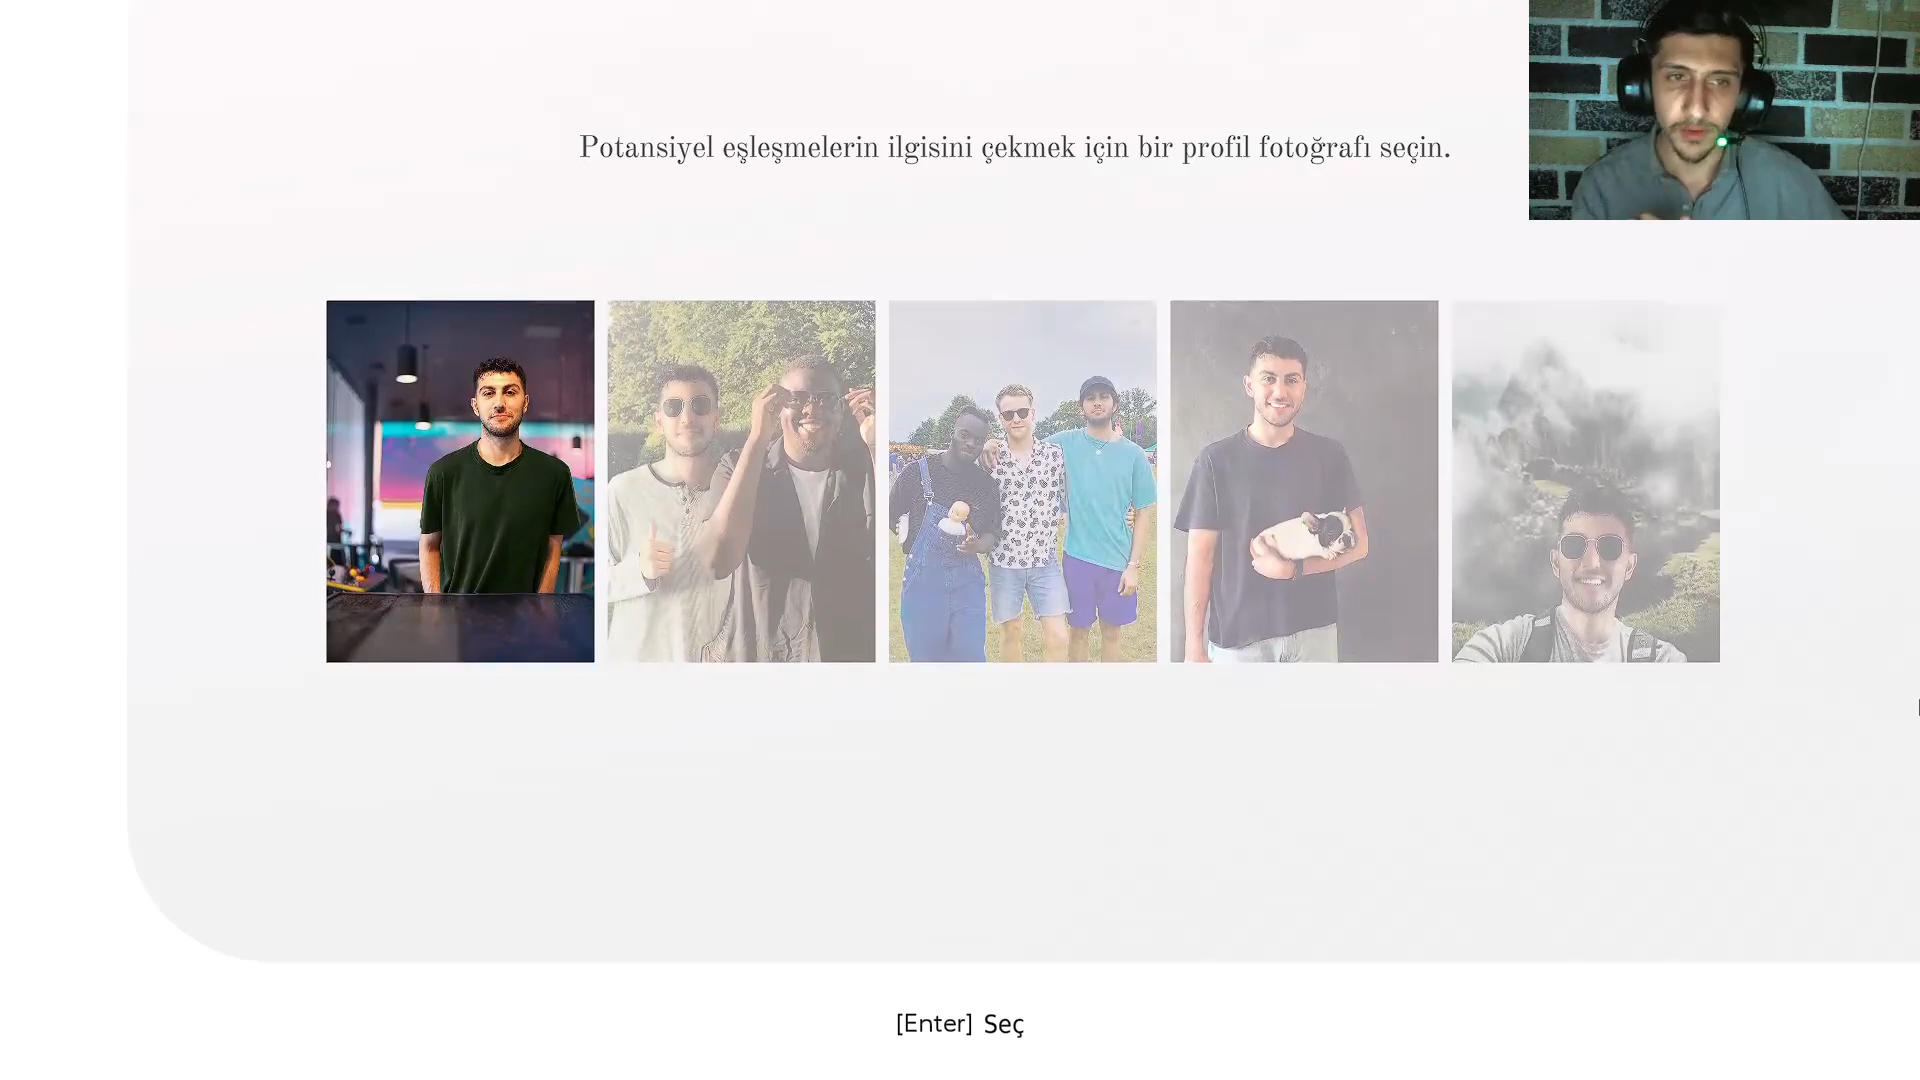 Potansiyel eşleşmelerin ilgisini çekmek için bir profil fotoğrafı seçin.
[Enter] Seç